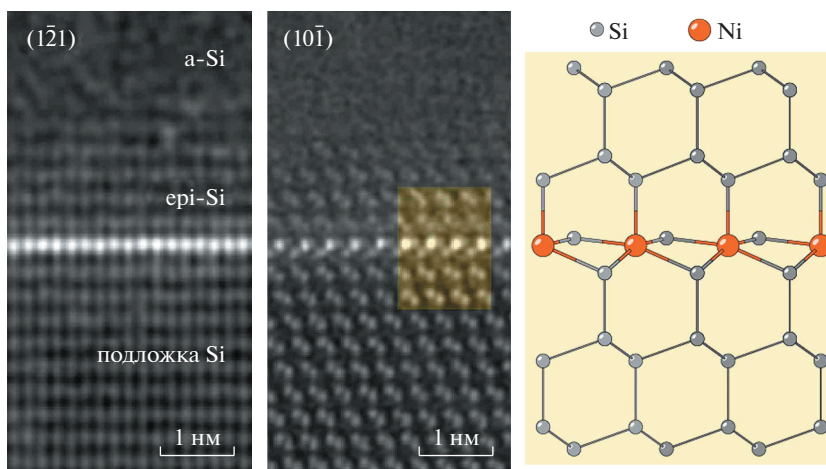 (1̄21)
a-Si
epi-Si
подложка Si
1 нм
(101̄)
1 нм
Si
Ni